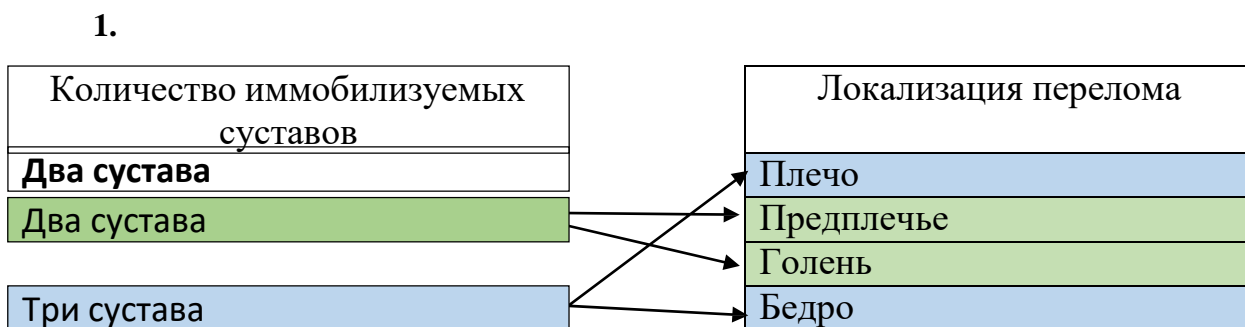 1.
Количество иммобилизуемых
суставов
Два сустава
Два сустава
Три сустава
Локализация перелома
Плечо
Предплечье
Голень
Бедро